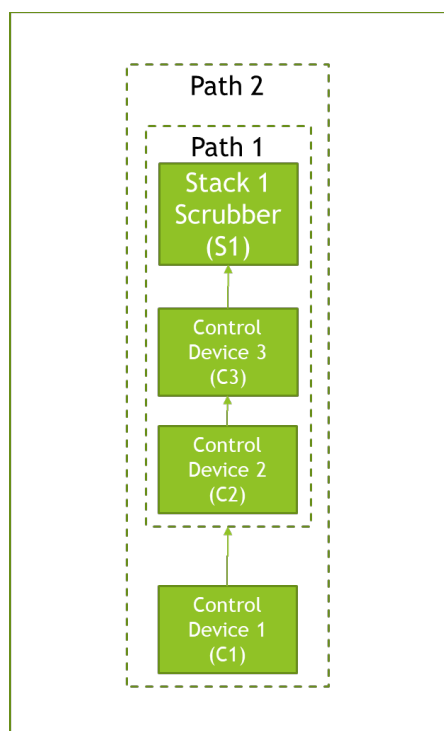 Path 2
Path 1
Stack 1
Scrubber
(S1)
Control
Device 3
(C3)
Control
Device 2
(C2)
Control
Device 1
(C1)